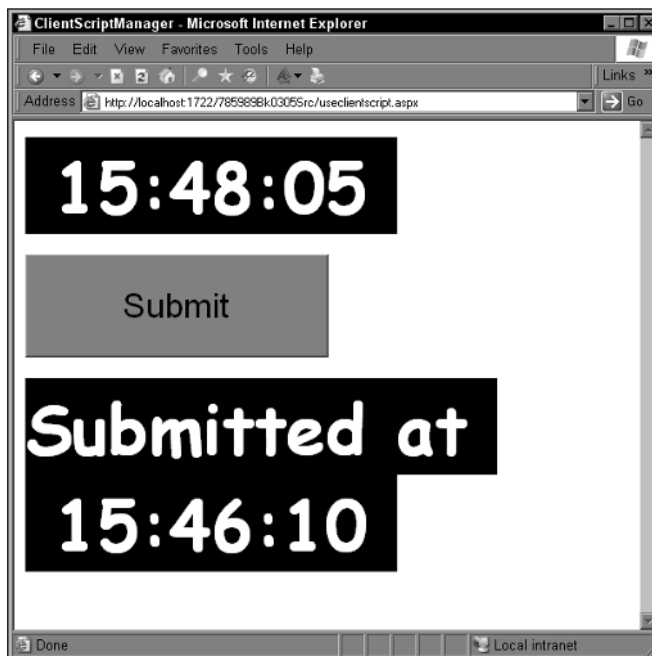 ClientScriptManager - Microsoft Internet Explorer
File Edit View Favorites Tools Help
Links »
Address http://localhost:1722/785989Bk0305Src/useclientscript.aspx Go
15:48:05
Submit
Submitted at
15:46:10
Done Local intranet